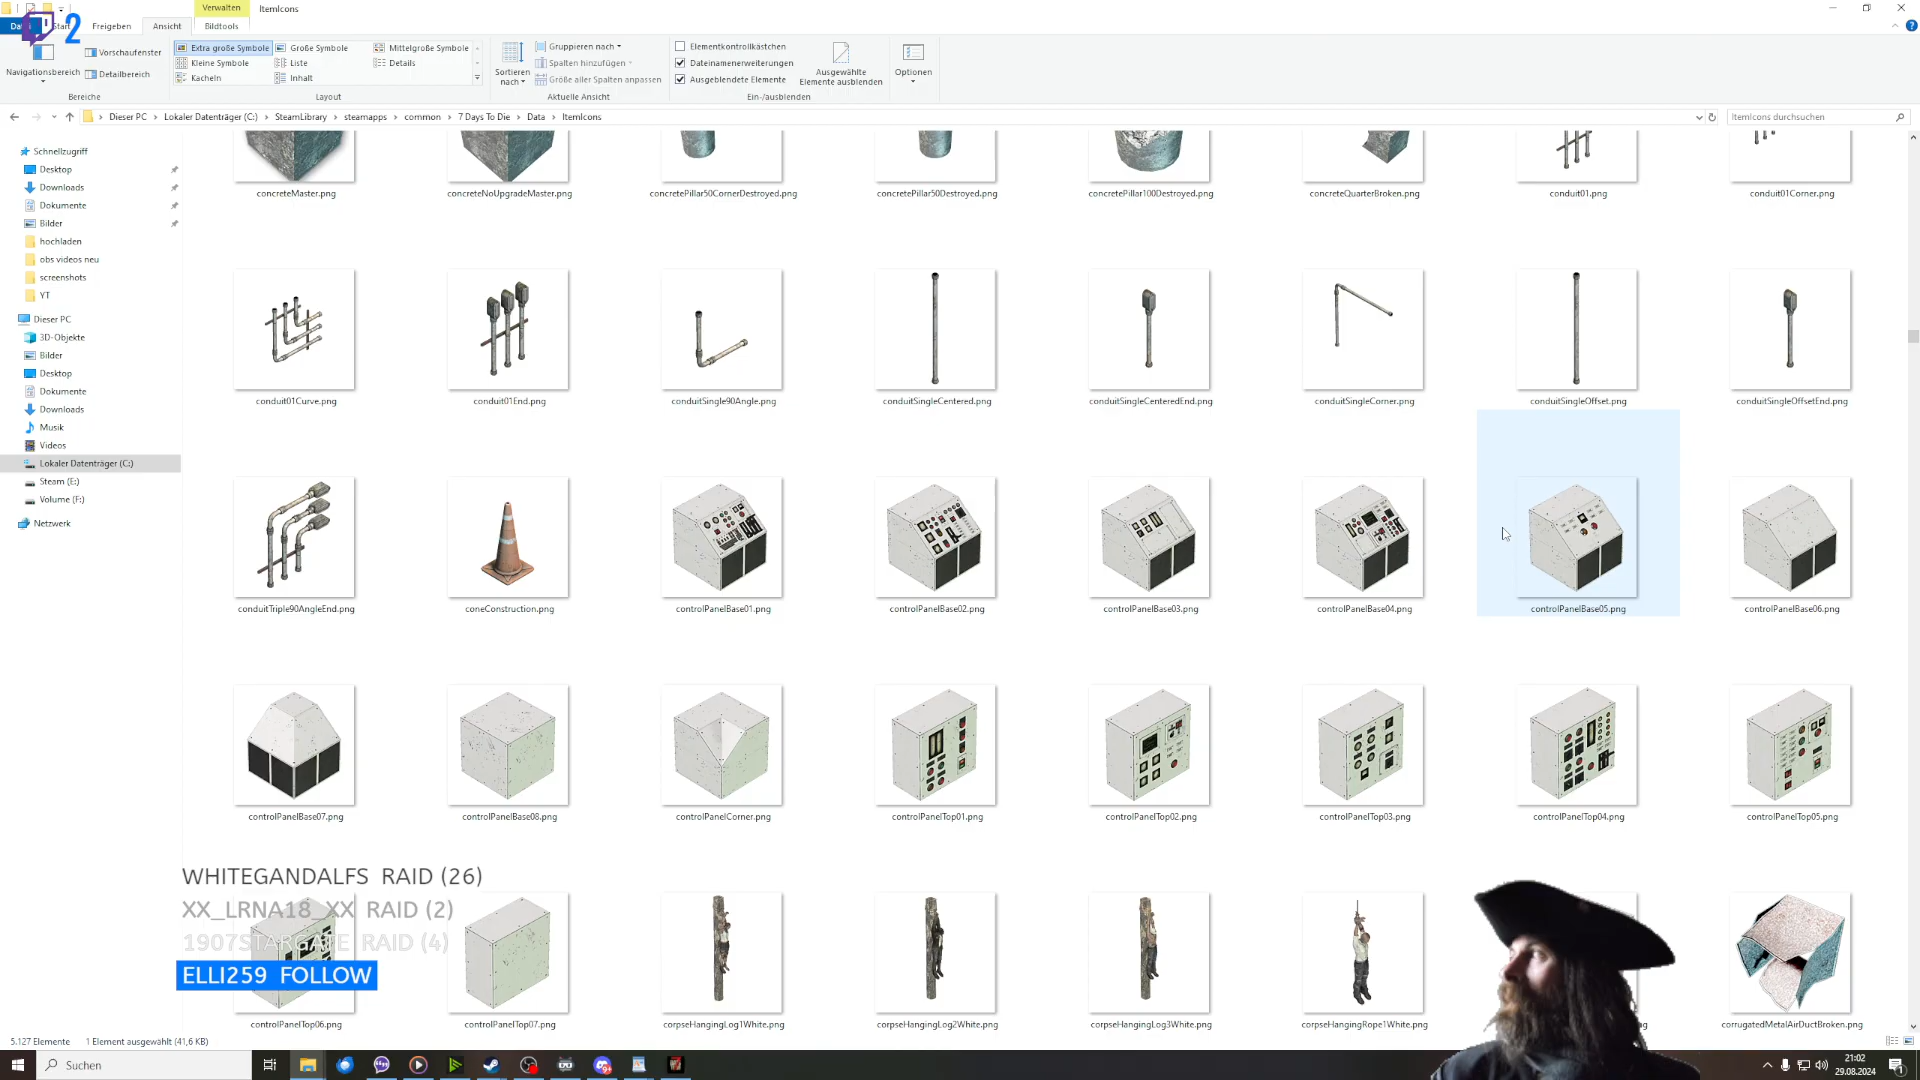 Verwalten
ItemIcons
2
Freigeben
Ansicht
Bildtools
Navigationsbereich
Vorschaufenster
Detailbereich
Bereiche
Extra große Symbole
Große Symbole
Mittelgroße Symbole
Kleine Symbole
Liste
Details
Kacheln
Inhalt
Layout
Sortieren nach
Gruppieren nach
Spalten hinzufügen
Größe aller Spalten anpassen
Aktuelle Ansicht
Elementkontrollkästchen
Dateinamenerweiterungen
Ausgeblendete Elemente
Ausgewählte
Elemente ausblenden
Ein-/ausblenden
Optionen
Dieser PC > Lokaler Datenträger (C:) > SteamLibrary > steamapps > common > 7 Days To Die > Data > ItemIcons
ItemIcons durchsuchen
Schnellzugriff
Desktop
Downloads
Dokumente
Bilder
hochladen
obs videos neu
screenshots
YT
Dieser PC
3D-Objekte
Bilder
Desktop
Dokumente
Downloads
Musik
Videos
Lokaler Datenträger (C:)
Steam (E:)
Volume (F:)
Netzwerk
concreteMaster.png
concreteNoUpgradeMaster.png
concretePillar50CornerDestroyed.png
concretePillar50Destroyed.png
concretePillar100Destroyed.png
concreteQuarterBroken.png
conduit01.png
conduit01Corner.png
conduit01Curve.png
conduit01End.png
conduitSingle90Angle.png
conduitSingleCentered.png
conduitSingleCenteredEnd.png
conduitSingleCorner.png
conduitSingleOffset.png
conduitSingleOffsetEnd.png
conduitTriple90AngleEnd.png
coneConstruction.png
controlPanelBase01.png
controlPanelBase02.png
controlPanelBase03.png
controlPanelBase04.png
controlPanelBase05.png
controlPanelBase06.png
controlPanelBase07.png
controlPanelBase08.png
controlPanelCorner.png
controlPanelTop01.png
controlPanelTop02.png
controlPanelTop03.png
controlPanelTop04.png
controlPanelTop05.png
WHITEGANDALFS RAID (26)
XX_LRNA18_XX RAID (2)
1907STARGATE RAID (4)
ELLI259 FOLLOW
controlPanelTop06.png
controlPanelTop07.png
corpseHangingLog1White.png
corpseHangingLog2White.png
corpseHangingLog3White.png
corpseHangingRope1White.png
corrugatedMetalAirDuctBroken.png
5.127 Elemente
1 Element ausgewählt (41,6 KB)
Suchen
21:02
29.08.2024